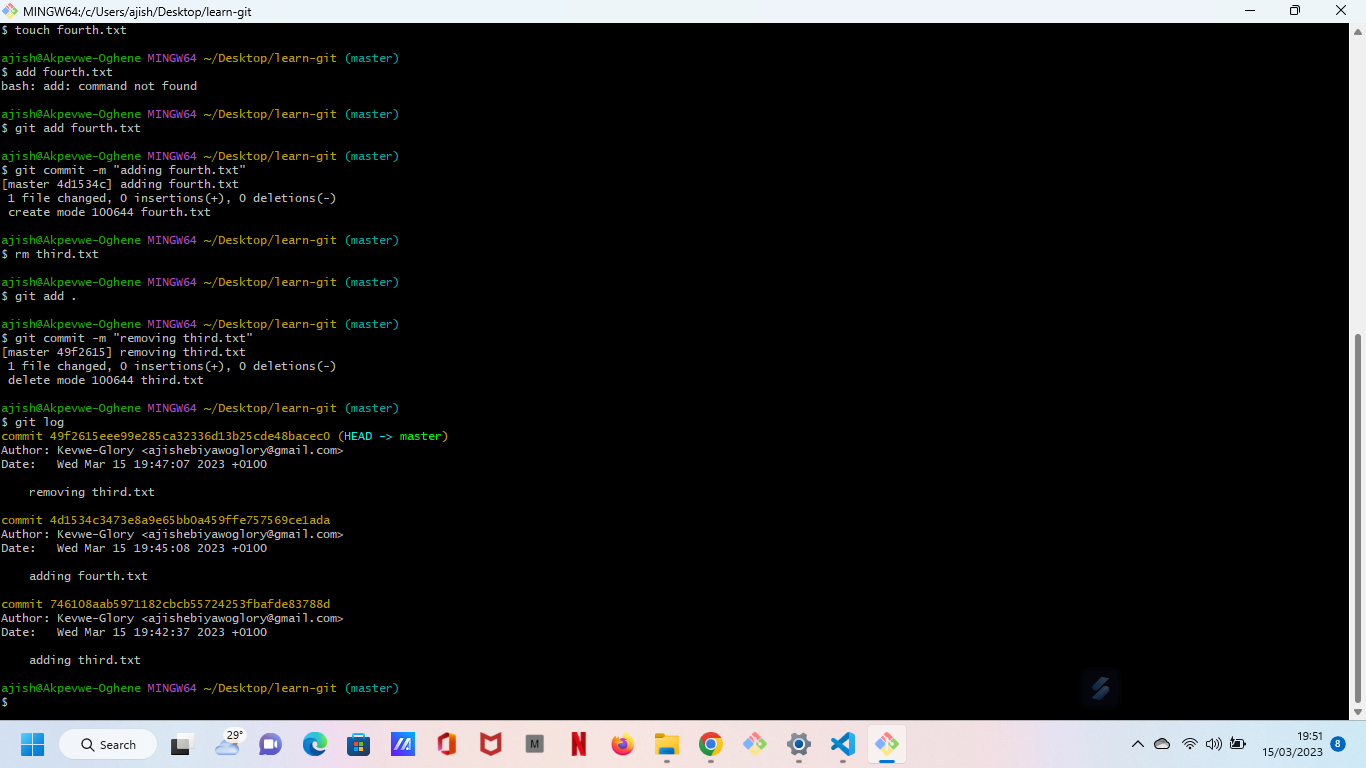 MINGW64:/c/Users/ajish/Desktop/learn-git
$ touch fourth.txt
ajish@Akpevwe-Oghene MINGW64 ~/Desktop/learn-git (master)
$ add fourth.txt
bash: add: command not found
ajish@Akpevwe-Oghene MINGW64 ~/Desktop/learn-git (master)
$ git add fourth.txt
ajish@Akpevwe-Oghene MINGW64 ~/Desktop/learn-git (master)
$ git commit -m "adding fourth.txt"
[master 4d1534c] adding fourth.txt
 1 file changed, 0 insertions(+), 0 deletions(-)
 create mode 100644 fourth.txt
ajish@Akpevwe-Oghene MINGW64 ~/Desktop/learn-git (master)
$ rm third.txt
ajish@Akpevwe-Oghene MINGW64 ~/Desktop/learn-git (master)
$ git add .
ajish@Akpevwe-Oghene MINGW64 ~/Desktop/learn-git (master)
$ git commit -m "removing third.txt"
[master 49f2615] removing third.txt
 1 file changed, 0 insertions(+), 0 deletions(-)
 delete mode 100644 third.txt
ajish@Akpevwe-Oghene MINGW64 ~/Desktop/learn-git (master)
$ git log
commit 49f2615eee99e285ca32336d13b25cde48bacec0 (HEAD -> master)
Author: Kevwe-Glory <ajishebiyawoglory@gmail.com>
Date:   Wed Mar 15 19:47:07 2023 +0100
    removing third.txt
commit 4d1534c3473e8a9e65bb0a459ffe757569ce1ada
Author: Kevwe-Glory <ajishebiyawoglory@gmail.com>
Date:   Wed Mar 15 19:45:08 2023 +0100
    adding fourth.txt
commit 746108aab5971182cbcb55724253fbafde83788d
Author: Kevwe-Glory <ajishebiyawoglory@gmail.com>
Date:   Wed Mar 15 19:42:37 2023 +0100
    adding third.txt
ajish@Akpevwe-Oghene MINGW64 ~/Desktop/learn-git (master)
$
Search
29°
M
N
19:51
15/03/2023
8